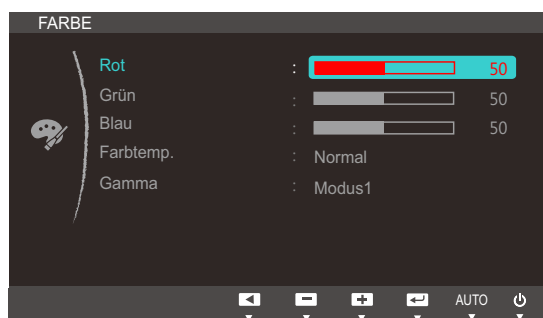 FARBE
Rot : 50
Grün : 50
Blau : 50
Farbtemp. : Normal
Gamma : Modus1
AUTO